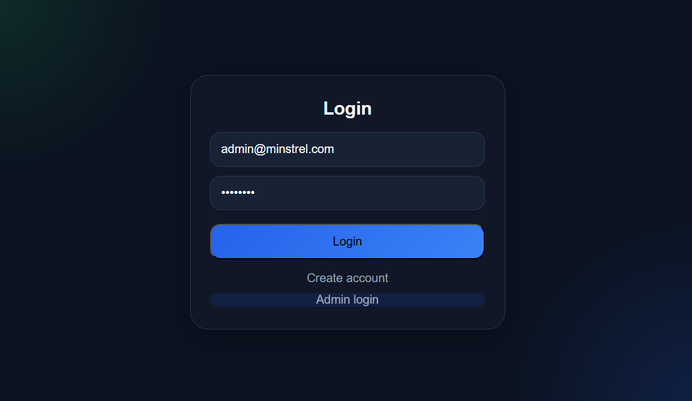 Login
admin@minstrel.com
••••••••
Login
Create account
Admin login